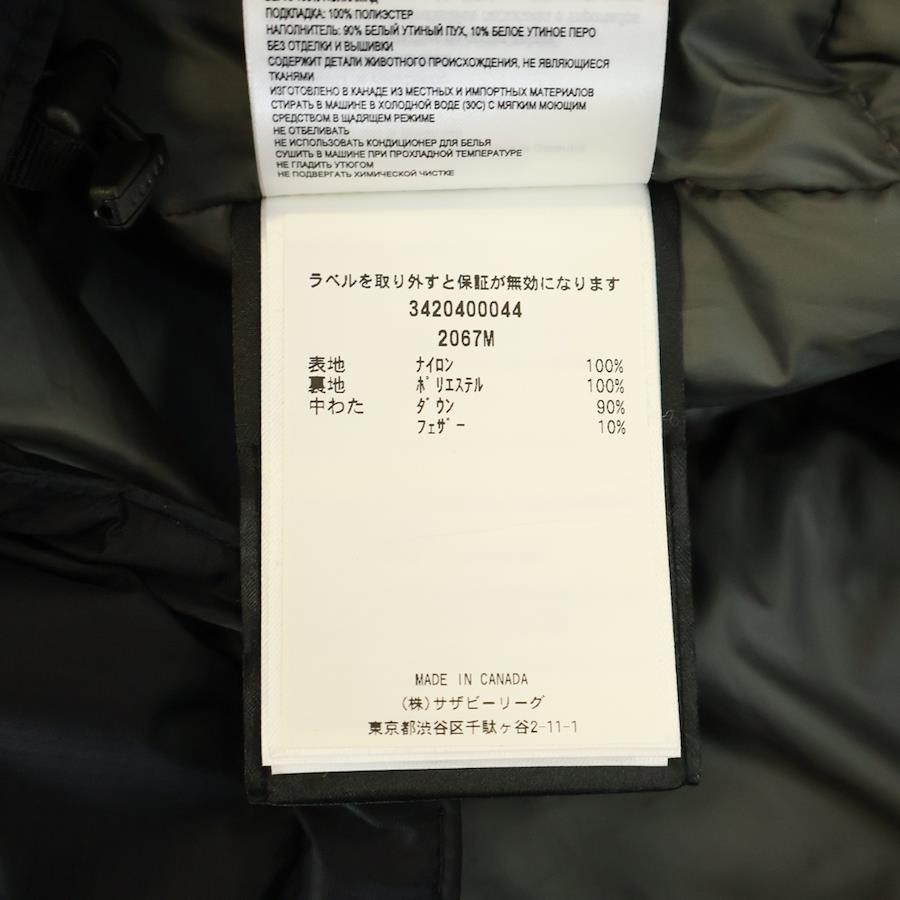 ПОДКЛАДКА: 100% ПОЛИЭСТЕР
НАПОЛНИТЕЛЬ: 90% БЕЛЫЙ УТИНЫЙ ПУХ, 10% БЕЛОЕ УТИНОЕ ПЕРО
БЕЗ ОТДЕЛКИ И ВЫШИВКИ
СОДЕРЖИТ ДЕТАЛИ ЖИВОТНОГО ПРОИСХОЖДЕНИЯ, НЕ ЯВЛЯЮЩИЕСЯ
ТКАНЯМИ
ИЗГОТОВЛЕНО В КАНАДЕ ИЗ МЕСТНЫХ И ИМПОРТНЫХ МАТЕРИАЛОВ
СТИРАТЬ В МАШИНЕ В ХОЛОДНОЙ ВОДЕ (30C) С МЯГКИМ МОЮЩИМ
СРЕДСТВОМ В ЩАДЯЩЕМ РЕЖИМЕ
НЕ ОТБЕЛИВАТЬ
НЕ ИСПОЛЬЗОВАТЬ КОНДИЦИОНЕР ДЛЯ БЕЛЬЯ
СУШИТЬ В МАШИНЕ ПРИ ПРОХЛАДНОЙ ТЕМПЕРАТУРЕ
НЕ ГЛАДИТЬ УТЮГОМ
НЕ ПОДВЕРГАТЬ ХИМИЧЕСКОЙ ЧИСТКЕ
ラベルを取り外すと保証が無効になります
3420400044
2067M
表地 ﾅｲﾛﾝ 100%
裏地 ﾎﾟﾘｴｽﾃﾙ 100%
中わた ﾀﾞｳﾝ 90%
ﾌｪｻﾞｰ 10%
MADE IN CANADA
(株)サザビーリーグ
東京都渋谷区千駄ヶ谷2-11-1